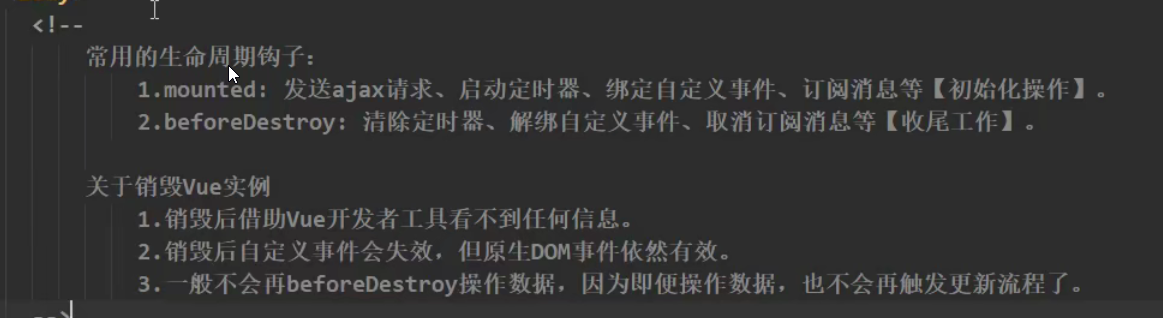 <!--
常用的生命周期钩子:
1.mounted: 发送ajax请求、启动定时器、绑定自定义事件、订阅消息等【初始化操作】。
2.beforeDestroy: 清除定时器、解绑自定义事件、取消订阅消息等【收尾工作】。
关于销毁Vue实例
1.销毁后借助Vue开发者工具看不到任何信息。
2.销毁后自定义事件会失效，但原生DOM事件依然有效。
3.一般不会再beforeDestroy操作数据，因为即便操作数据，也不会再触发更新流程了。
-->